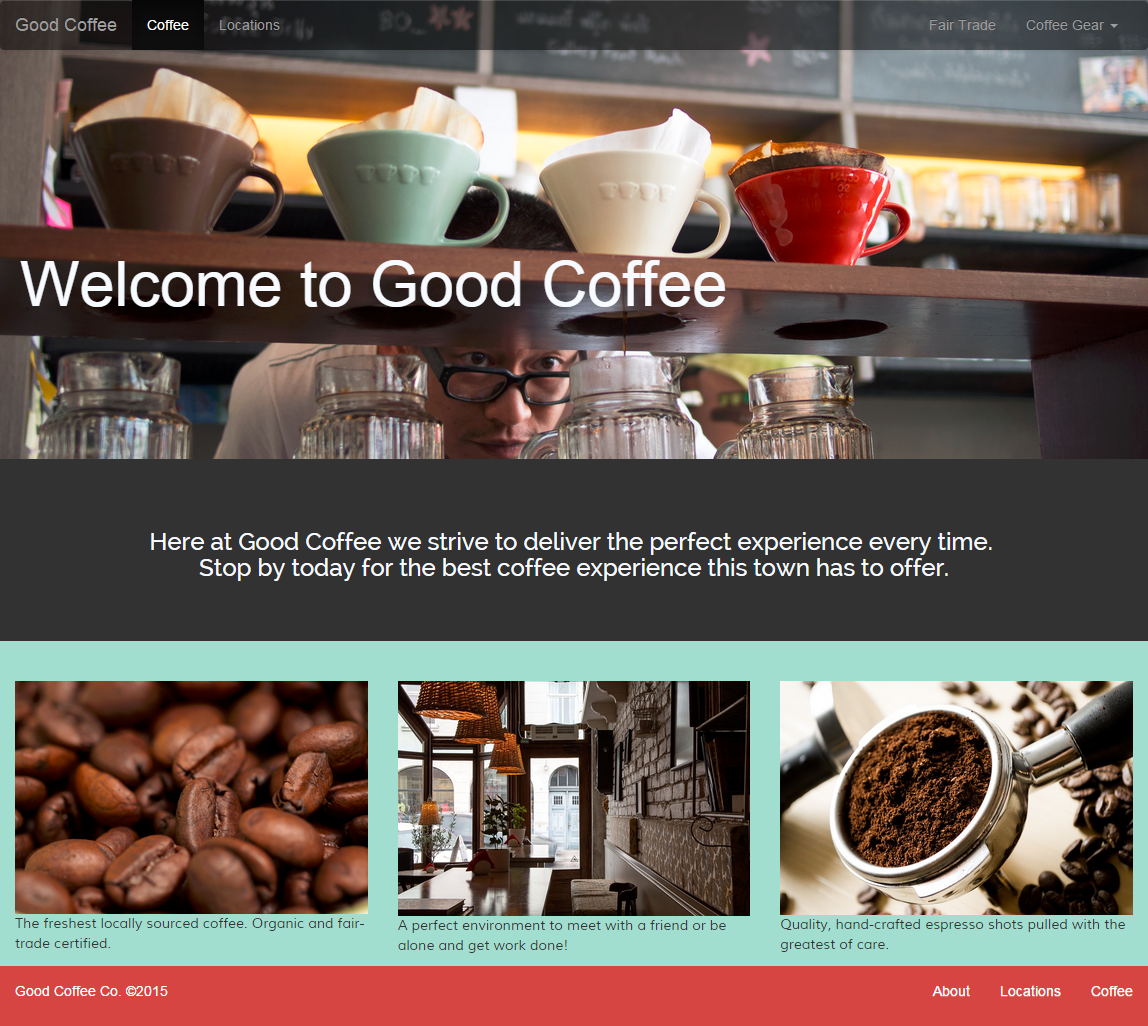 Good Coffee Coffee Locations Fair Trade Coffee Gear
80
80-
Welcome to Good Coffee
Here at Good Coffee we strive to deliver the perfect experience every time.
Stop by today for the best coffee experience this town has to offer.
The freshest locally sourced coffee. Organic and fair-
trade certified.
A perfect environment to meet with a friend or be
alone and get work done!
Quality, hand-crafted espresso shots pulled with the
greatest of care.
Good Coffee Co. ©2015 About Locations Coffee